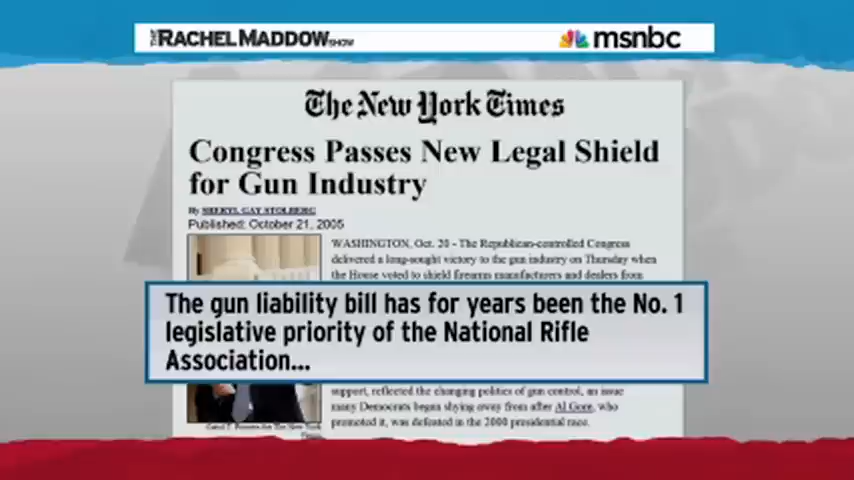 THE RACHEL MADDOW SHOW
msnbc
The New York Times
Congress Passes New Legal Shield
for Gun Industry
By SHERYL GAY STOLBERG
Published: October 21, 2005
WASHINGTON, Oct. 20 - The Republican-controlled Congress
delivered a long-sought victory to the gun industry on Thursday when
the House voted to shield firearms manufacturers and dealers from
The gun liability bill has for years been the No. 1
legislative priority of the National Rifle
Association...
support, reflected the changing politics of gun control, an issue
many Democrats began shying away from after Al Gore, who
promoted it, was defeated in the 2000 presidential race.
for The New York